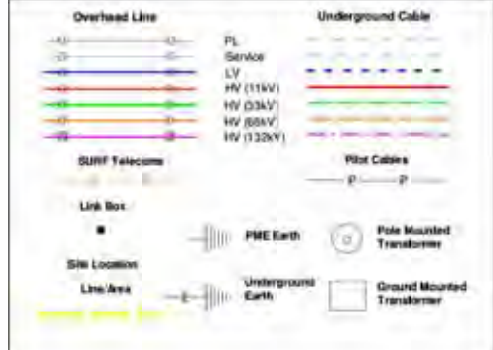 Overhead Line
Underground Cable
PL
Service
LV
HV (11kV)
HV (33kV)
HV (66kV)
HV (132kV)
SURF Telecoms
Pilot Cables
P P
Link Box
PME Earth
Pole Mounted
Transformer
Site Location
Line/Area
E
Underground
Earth
Ground Mounted
Transformer